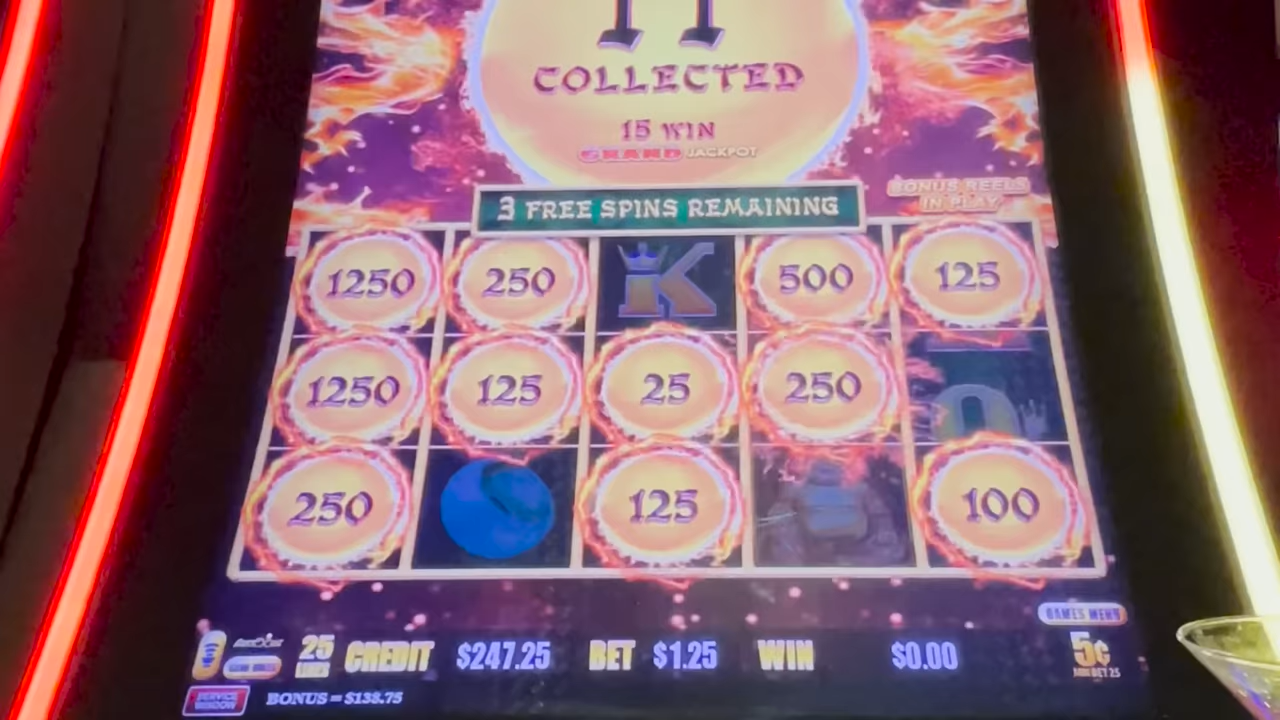 11
COLLECTED
15 WIN
GRAND JACKPOT
BONUS REELS
IN PLAY
3 FREE SPINS REMAINING
1250 250 K 500 125
1250 125 25 250 Q
250 125 100
GAMES MENU
25 LINES CREDIT $247.25 BET $1.25 WIN $0.00 5¢
SERVICE WINDOW BONUS = $138.75